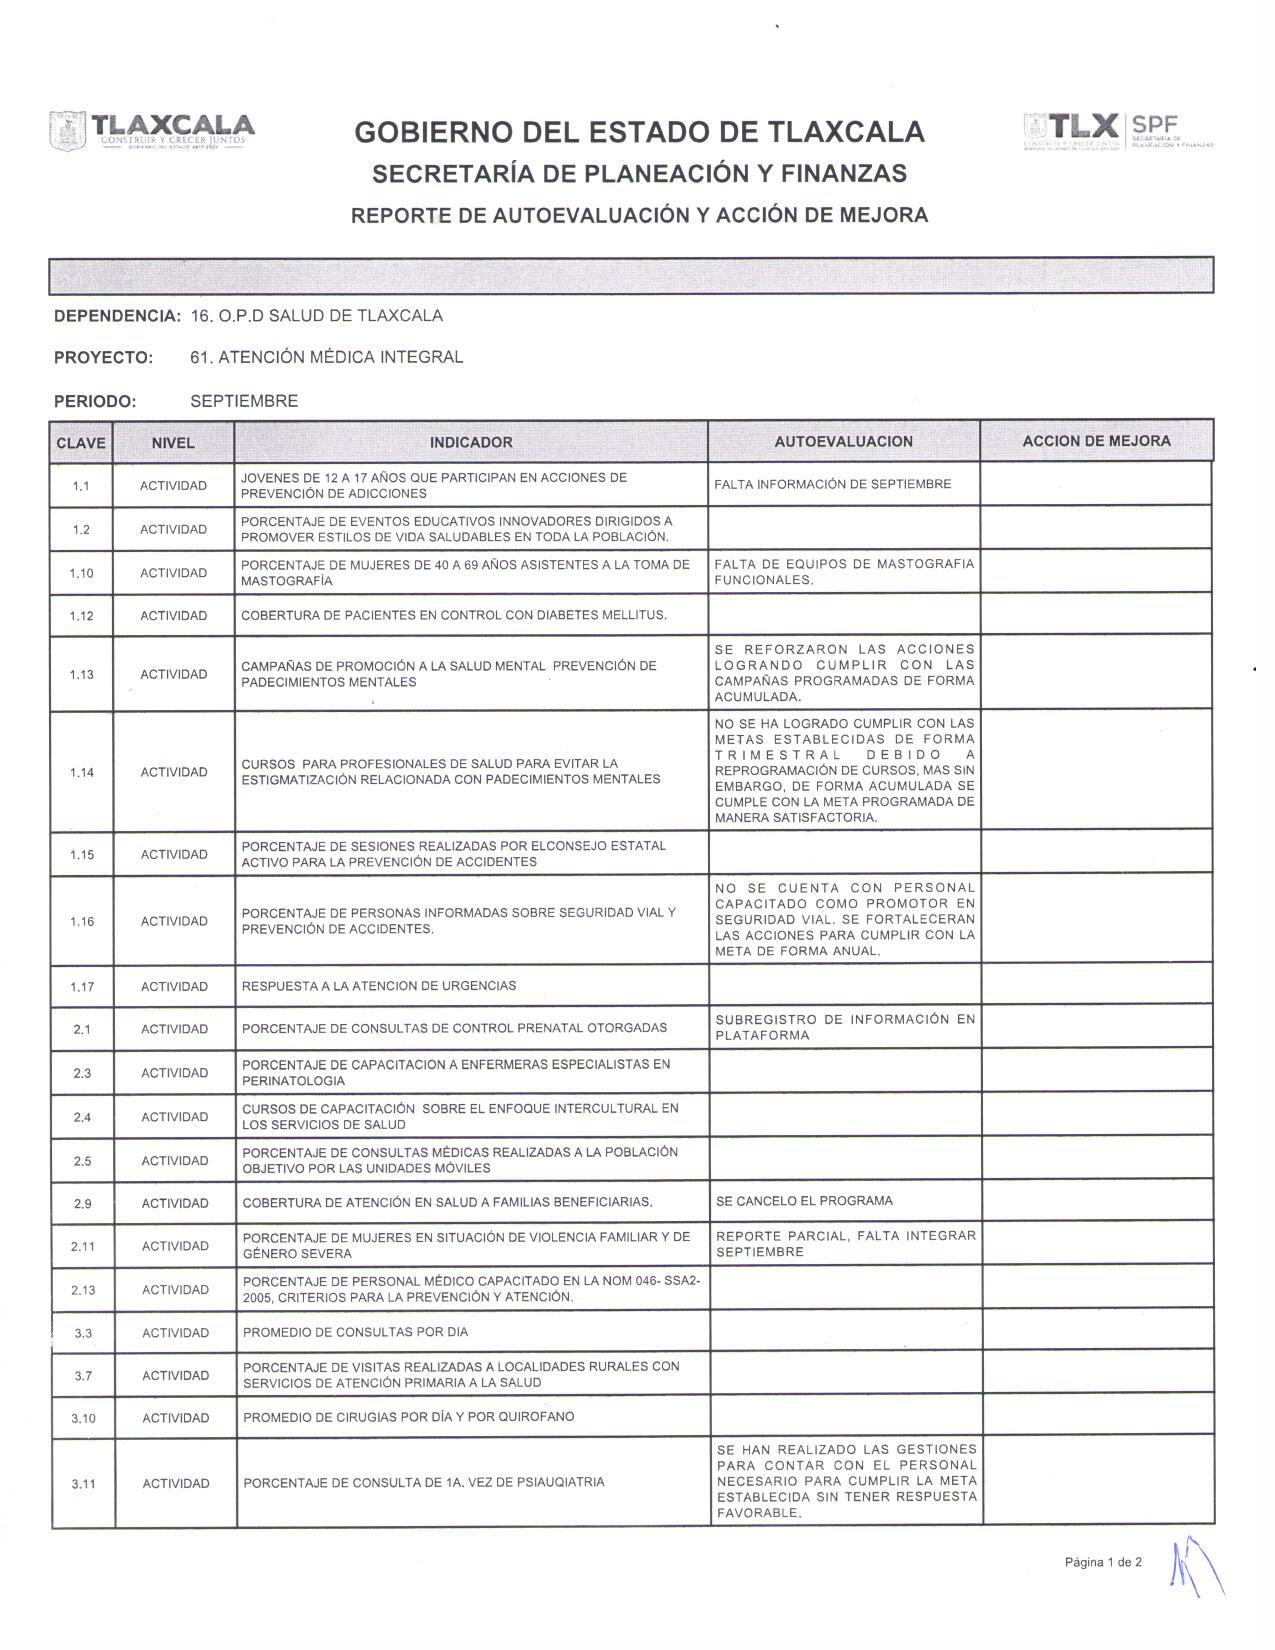 TLAXCALA
CONSTRUIR Y CRECER JUNTOS
GOBIERNO DEL ESTADO 2017-2021
GOBIERNO DEL ESTADO DE TLAXCALA
SECRETARÍA DE PLANEACIÓN Y FINANZAS
REPORTE DE AUTOEVALUACIÓN Y ACCIÓN DE MEJORA
TLX
CONSTRUIR Y CRECER JUNTOS
SPF
SECRETARÍA DE
PLANEACIÓN Y FINANZAS
DEPENDENCIA: 16. O.P.D SALUD DE TLAXCALA
PROYECTO: 61. ATENCIÓN MÉDICA INTEGRAL
PERIODO: SEPTIEMBRE
CLAVE NIVEL INDICADOR AUTOEVALUACION ACCION DE MEJORA
1.1 ACTIVIDAD
JOVENES DE 12 A 17 AÑOS QUE PARTICIPAN EN ACCIONES DE
PREVENCIÓN DE ADICCIONES
FALTA INFORMACIÓN DE SEPTIEMBRE
1.2 ACTIVIDAD
PORCENTAJE DE EVENTOS EDUCATIVOS INNOVADORES DIRIGIDOS A
PROMOVER ESTILOS DE VIDA SALUDABLES EN TODA LA POBLACIÓN.
1.10 ACTIVIDAD
PORCENTAJE DE MUJERES DE 40 A 69 AÑOS ASISTENTES A LA TOMA DE
MASTOGRAFÍA
FALTA DE EQUIPOS DE MASTOGRAFIA
FUNCIONALES.
1.12 ACTIVIDAD COBERTURA DE PACIENTES EN CONTROL CON DIABETES MELLITUS.
1.13 ACTIVIDAD
CAMPAÑAS DE PROMOCIÓN A LA SALUD MENTAL PREVENCIÓN DE
PADECIMIENTOS MENTALES
SE REFORZARON LAS ACCIONES
LOGRANDO CUMPLIR CON LAS
CAMPAÑAS PROGRAMADAS DE FORMA
ACUMULADA.
1.14 ACTIVIDAD
CURSOS PARA PROFESIONALES DE SALUD PARA EVITAR LA
ESTIGMATIZACIÓN RELACIONADA CON PADECIMIENTOS MENTALES
NO SE HA LOGRADO CUMPLIR CON LAS
METAS ESTABLECIDAS DE FORMA
TRIMESTRAL DEBIDO A
REPROGRAMACIÓN DE CURSOS, MAS SIN
EMBARGO, DE FORMA ACUMULADA SE
CUMPLE CON LA META PROGRAMADA DE
MANERA SATISFACTORIA.
1.15 ACTIVIDAD
PORCENTAJE DE SESIONES REALIZADAS POR ELCONSEJO ESTATAL
ACTIVO PARA LA PREVENCIÓN DE ACCIDENTES
1.16 ACTIVIDAD
PORCENTAJE DE PERSONAS INFORMADAS SOBRE SEGURIDAD VIAL Y
PREVENCIÓN DE ACCIDENTES.
NO SE CUENTA CON PERSONAL
CAPACITADO COMO PROMOTOR EN
SEGURIDAD VIAL. SE FORTALECERAN
LAS ACCIONES PARA CUMPLIR CON LA
META DE FORMA ANUAL.
1.17 ACTIVIDAD RESPUESTA A LA ATENCION DE URGENCIAS
2.1 ACTIVIDAD PORCENTAJE DE CONSULTAS DE CONTROL PRENATAL OTORGADAS
SUBREGISTRO DE INFORMACIÓN EN
PLATAFORMA
2.3 ACTIVIDAD
PORCENTAJE DE CAPACITACION A ENFERMERAS ESPECIALISTAS EN
PERINATOLOGIA
2.4 ACTIVIDAD
CURSOS DE CAPACITACIÓN SOBRE EL ENFOQUE INTERCULTURAL EN
LOS SERVICIOS DE SALUD
2.5 ACTIVIDAD
PORCENTAJE DE CONSULTAS MÉDICAS REALIZADAS A LA POBLACIÓN
OBJETIVO POR LAS UNIDADES MÓVILES
2.9 ACTIVIDAD COBERTURA DE ATENCIÓN EN SALUD A FAMILIAS BENEFICIARIAS. SE CANCELO EL PROGRAMA
2.11 ACTIVIDAD
PORCENTAJE DE MUJERES EN SITUACIÓN DE VIOLENCIA FAMILIAR Y DE
GÉNERO SEVERA
REPORTE PARCIAL, FALTA INTEGRAR
SEPTIEMBRE
2.13 ACTIVIDAD
PORCENTAJE DE PERSONAL MÉDICO CAPACITADO EN LA NOM 046- SSA2-
2005, CRITERIOS PARA LA PREVENCIÓN Y ATENCIÓN.
3.3 ACTIVIDAD PROMEDIO DE CONSULTAS POR DIA
3.7 ACTIVIDAD
PORCENTAJE DE VISITAS REALIZADAS A LOCALIDADES RURALES CON
SERVICIOS DE ATENCIÓN PRIMARIA A LA SALUD
3.10 ACTIVIDAD PROMEDIO DE CIRUGIAS POR DÍA Y POR QUIROFANO
3.11 ACTIVIDAD PORCENTAJE DE CONSULTA DE 1A. VEZ DE PSIAUQIATRIA
SE HAN REALIZADO LAS GESTIONES
PARA CONTAR CON EL PERSONAL
NECESARIO PARA CUMPLIR LA META
ESTABLECIDA SIN TENER RESPUESTA
FAVORABLE.
Página 1 de 2